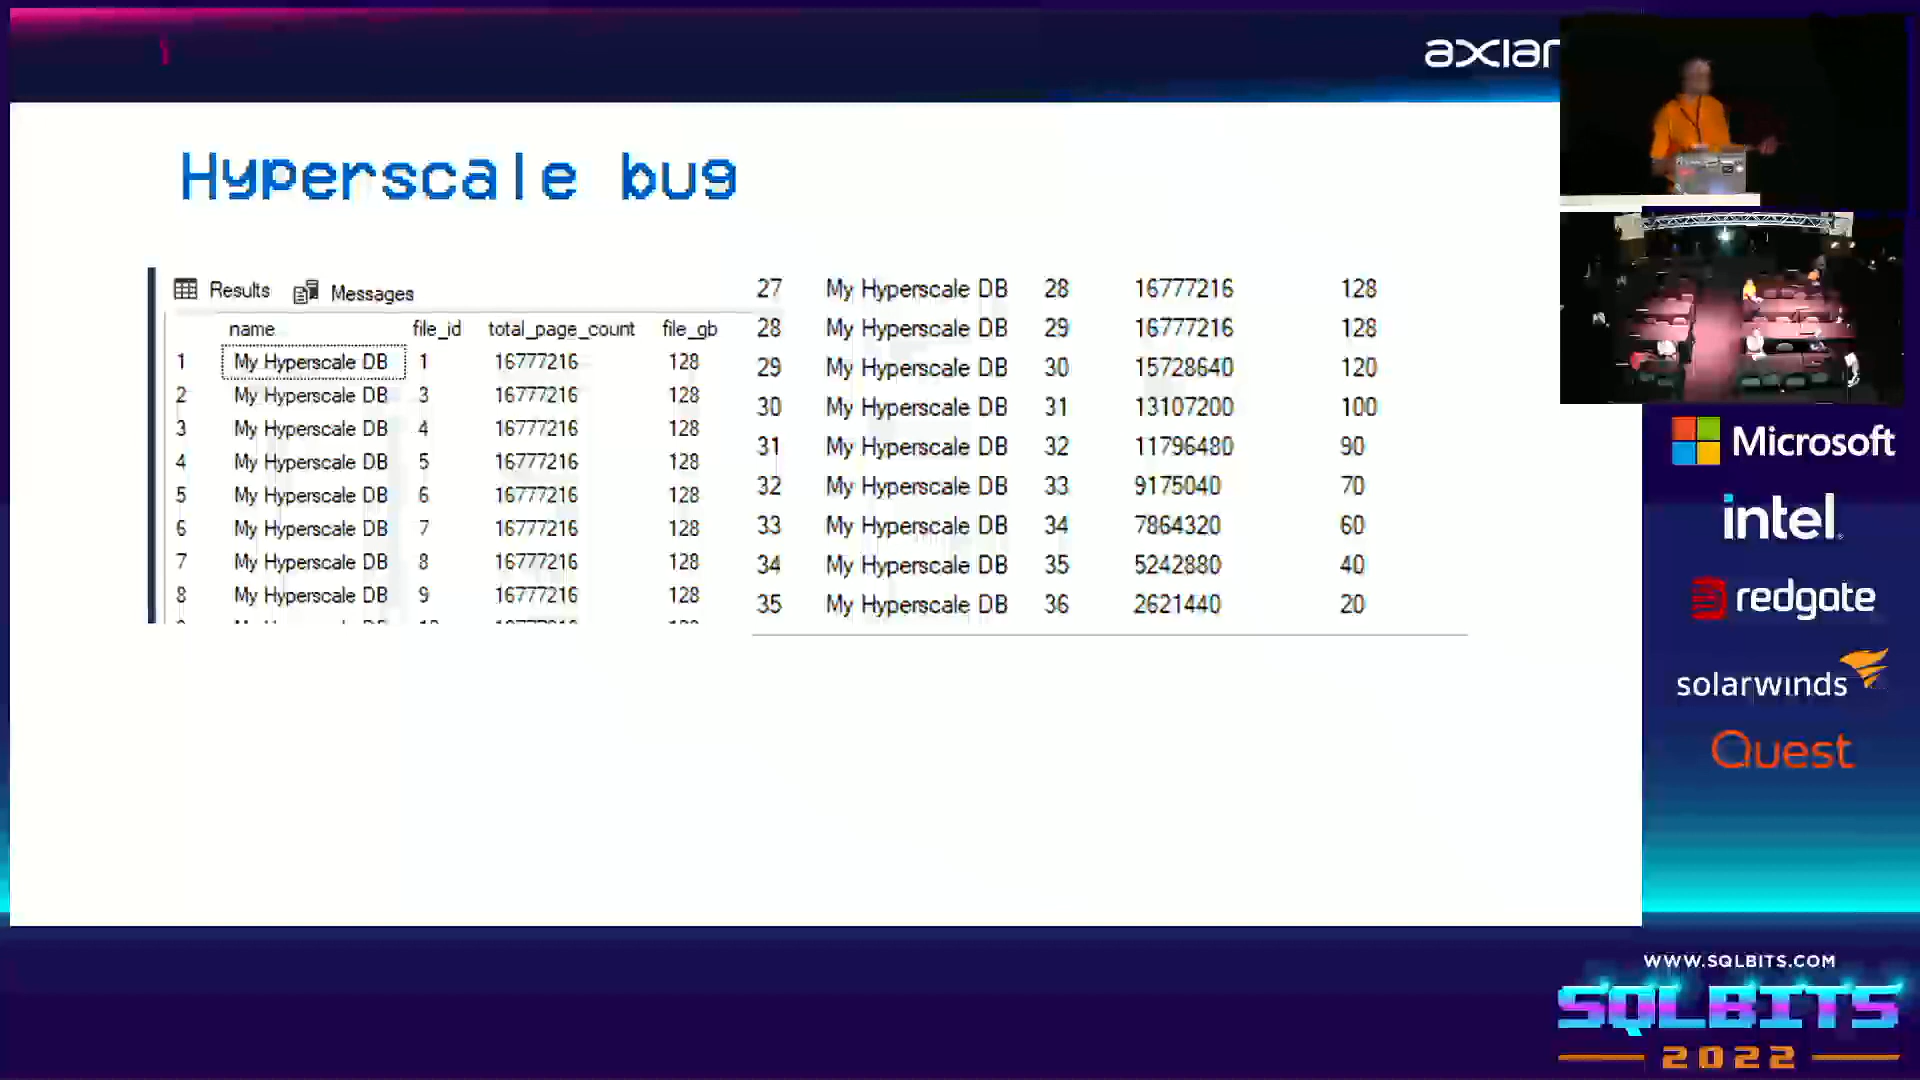 axian
Hyperscale bug
Results Messages
name file_id total_page_count file_gb
1 My Hyperscale DB 1 16777216 128
2 My Hyperscale DB 3 16777216 128
3 My Hyperscale DB 4 16777216 128
4 My Hyperscale DB 5 16777216 128
5 My Hyperscale DB 6 16777216 128
6 My Hyperscale DB 7 16777216 128
7 My Hyperscale DB 8 16777216 128
8 My Hyperscale DB 9 16777216 128
27 My Hyperscale DB 28 16777216 128
28 My Hyperscale DB 29 16777216 128
29 My Hyperscale DB 30 15728640 120
30 My Hyperscale DB 31 13107200 100
31 My Hyperscale DB 32 11796480 90
32 My Hyperscale DB 33 9175040 70
33 My Hyperscale DB 34 7864320 60
34 My Hyperscale DB 35 5242880 40
35 My Hyperscale DB 36 2621440 20
Microsoft
intel
redgate
solarwinds
Quest
WWW.SQLBITS.COM
SQLBITS
2022